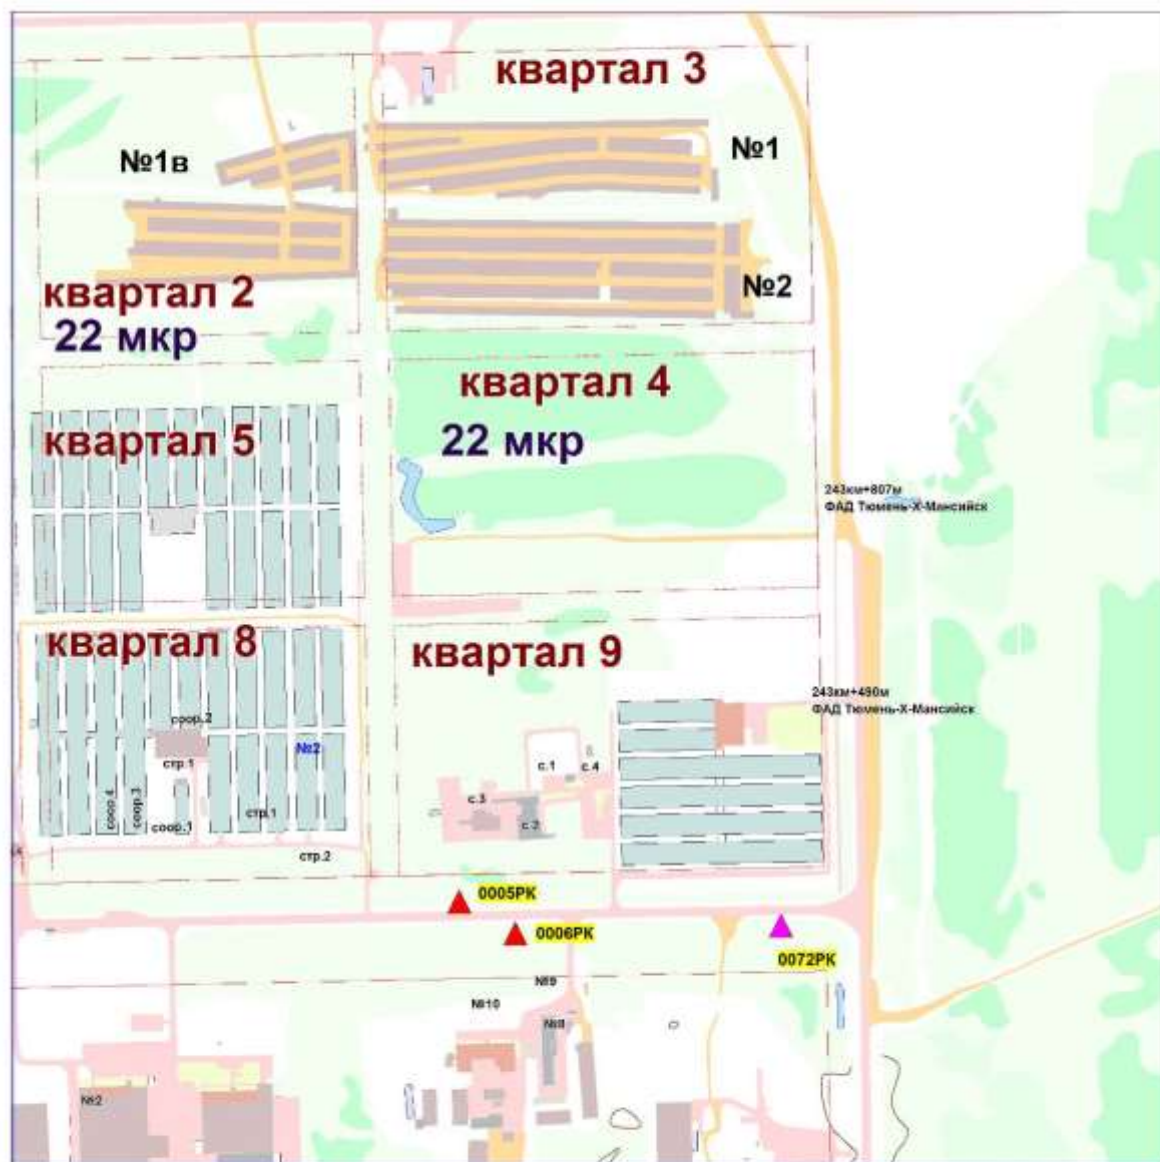 квартал 3
№1в
№1
№2
квартал 2
22 мкр
квартал 4
22 мкр
квартал 5
243км+807м
ФАД Тюмень-Х-Мансийск
квартал 8
квартал 9
243км+490м
ФАД Тюмень-Х-Мансийск
соор.2
№2
стр.1
с.1
с.4
соор.4
соор.3
с.3
стр.1
соор.1
с.2
стр.2
0005РК
0006РК
0072РК
№9
№10
№8
№2